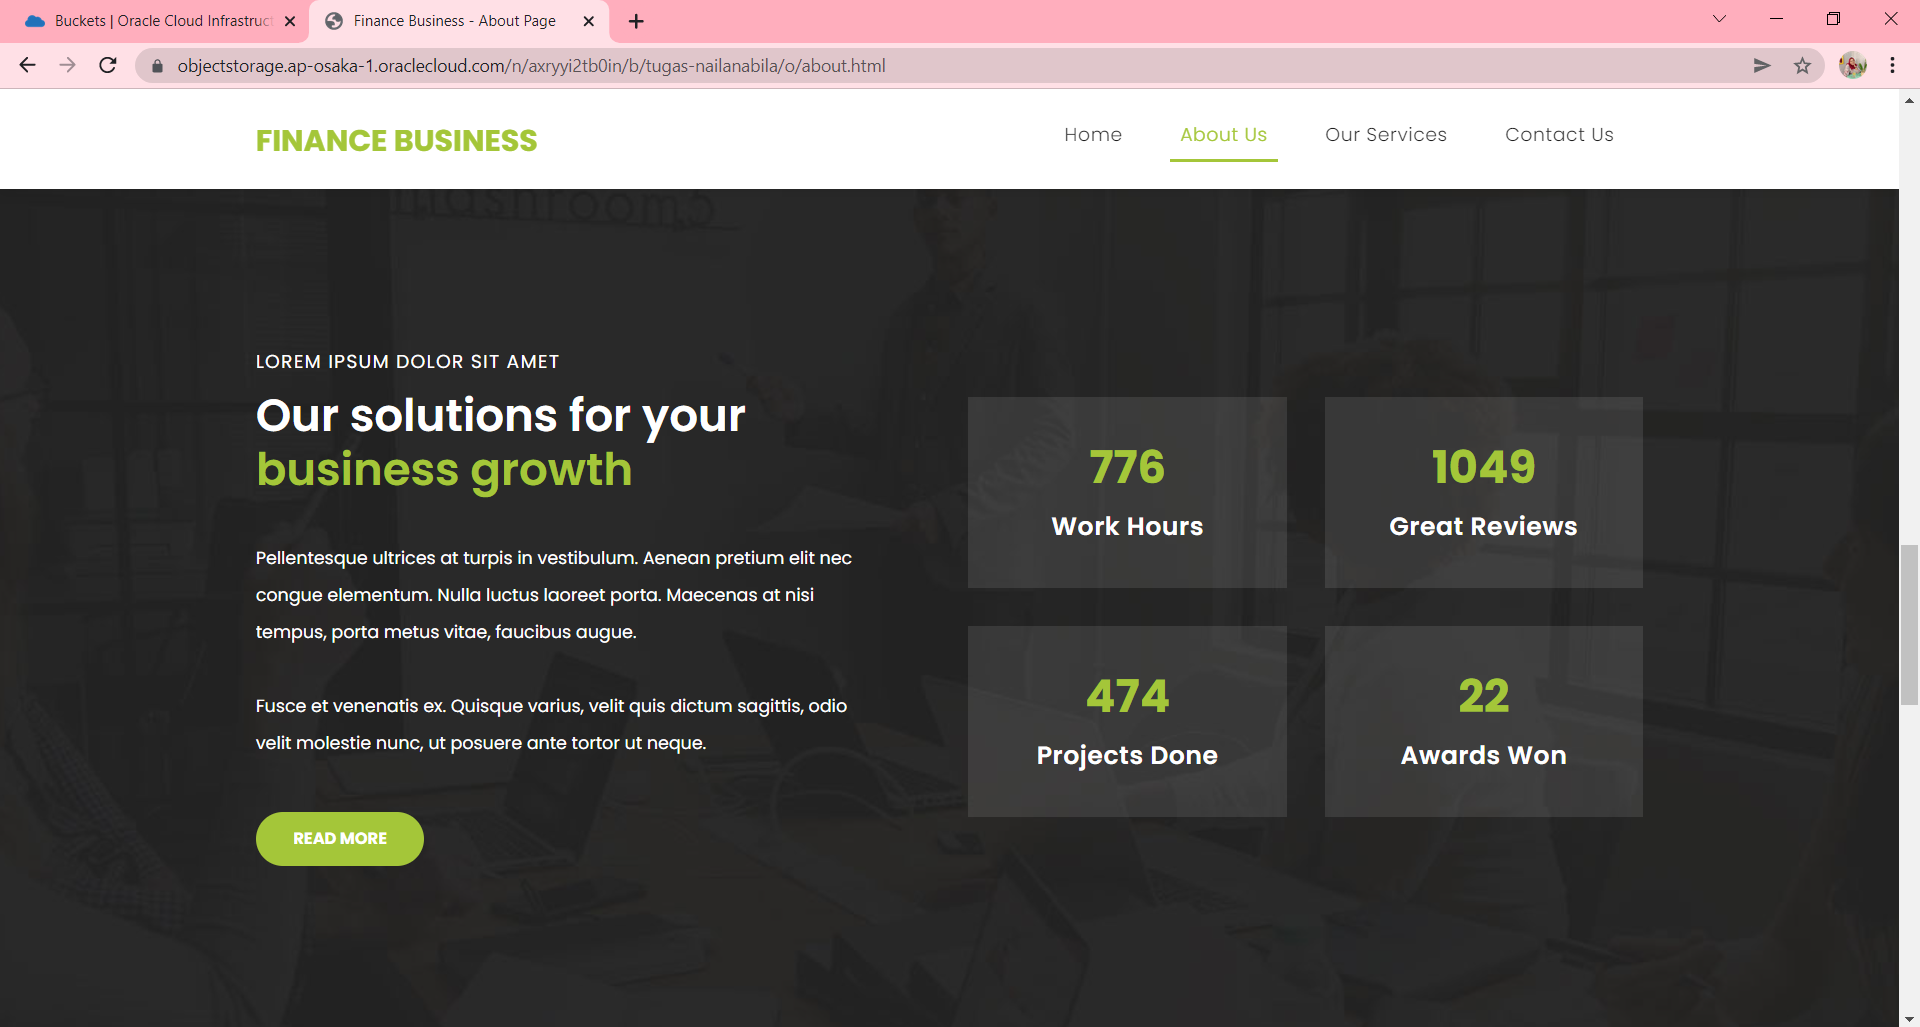 Buckets | Oracle Cloud Infrastruct
Finance Business - About Page
objectstorage.ap-osaka-1.oraclecloud.com/n/axryyi2tb0in/b/tugas-nailanabila/o/about.html
FINANCE BUSINESS
Home
About Us
Our Services
Contact Us
LOREM IPSUM DOLOR SIT AMET
Our solutions for your
business growth
Pellentesque ultrices at turpis in vestibulum. Aenean pretium elit nec
congue elementum. Nulla luctus laoreet porta. Maecenas at nisi
tempus, porta metus vitae, faucibus augue.
Fusce et venenatis ex. Quisque varius, velit quis dictum sagittis, odio
velit molestie nunc, ut posuere ante tortor ut neque.
READ MORE
776
Work Hours
1049
Great Reviews
474
Projects Done
22
Awards Won